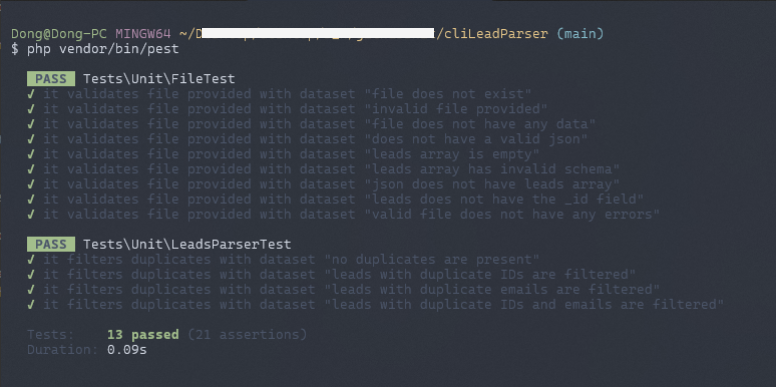 Dong@Dong-PC MINGW64 ~/D /cliLeadParser (main)
$ php vendor/bin/pest
PASS Tests\Unit\FileTest
✓ it validates file provided with dataset "file does not exist"
✓ it validates file provided with dataset "invalid file provided"
✓ it validates file provided with dataset "file does not have any data"
✓ it validates file provided with dataset "does not have a valid json"
✓ it validates file provided with dataset "leads array is empty"
✓ it validates file provided with dataset "leads array has invalid schema"
✓ it validates file provided with dataset "json does not have leads array"
✓ it validates file provided with dataset "leads does not have the _id field"
✓ it validates file provided with dataset "valid file does not have any errors"
PASS Tests\Unit\LeadsParserTest
✓ it filters duplicates with dataset "no duplicates are present"
✓ it filters duplicates with dataset "leads with duplicate IDs are filtered"
✓ it filters duplicates with dataset "leads with duplicate emails are filtered"
✓ it filters duplicates with dataset "leads with duplicate IDs and emails are filtered"
Tests: 13 passed (21 assertions)
Duration: 0.09s